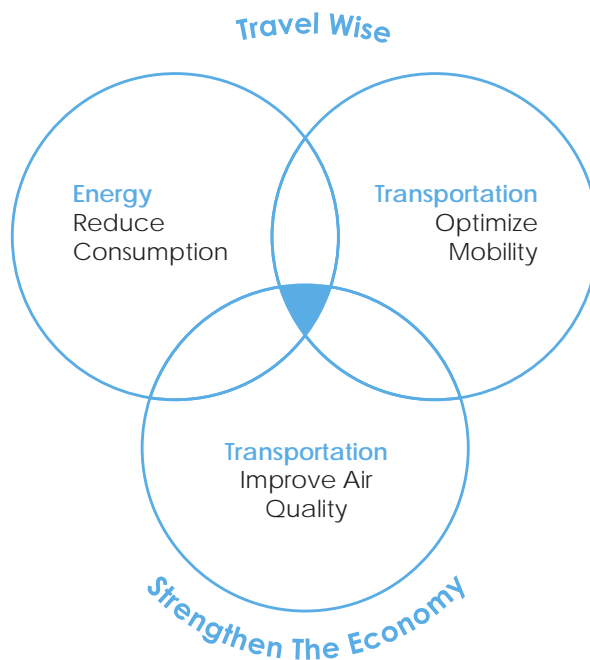 Travel Wise
Energy
Reduce
Consumption
Transportation
Optimize
Mobility
Transportation
Improve Air
Quality
Strengthen The Economy